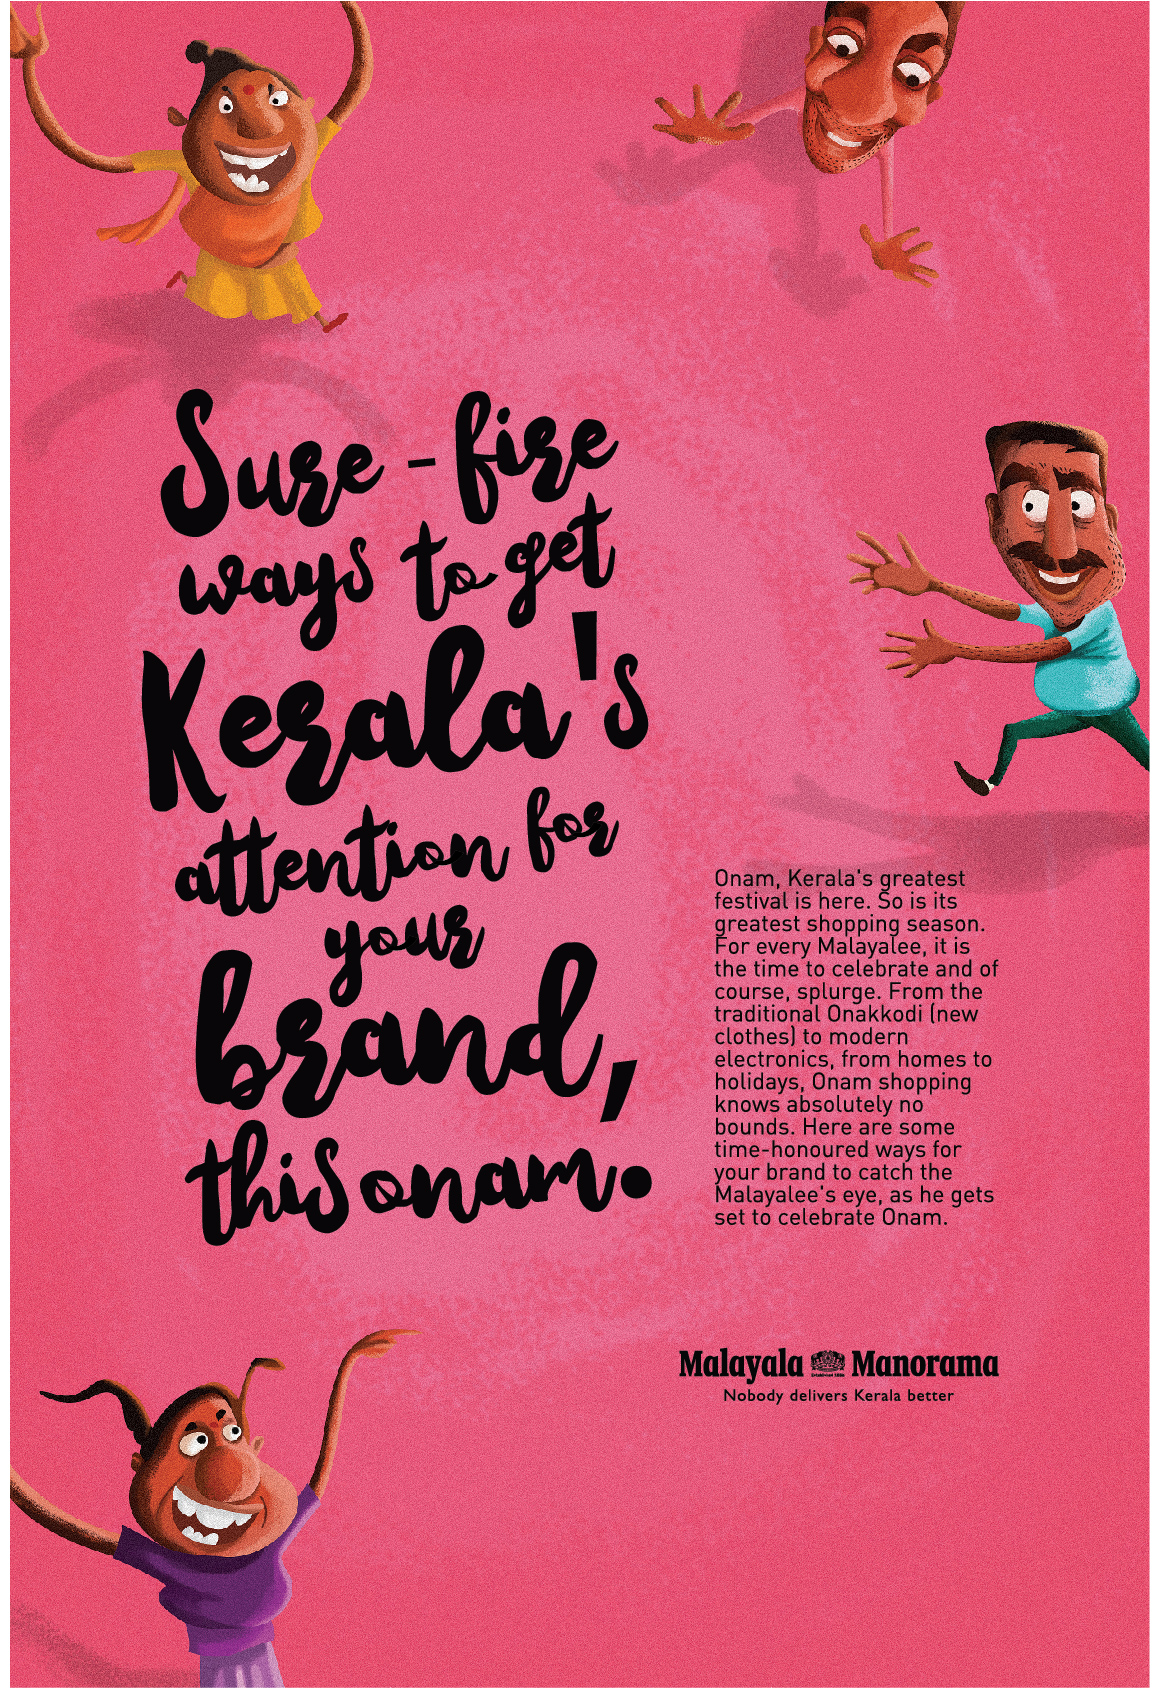 Sure-fire
ways to get
Kerala's
attention for
your
brand,
this onam.
Onam, Kerala's greatest
festival is here. So is its
greatest shopping season.
For every Malayalee, it is
the time to celebrate and of
course, splurge. From the
traditional Onakkodi (new
clothes) to modern
electronics, from homes to
holidays, Onam shopping
knows absolutely no
bounds. Here are some
time-honoured ways for
your brand to catch the
Malayalee's eye, as he gets
set to celebrate Onam.
Malayala Manorama
Nobody delivers Kerala better